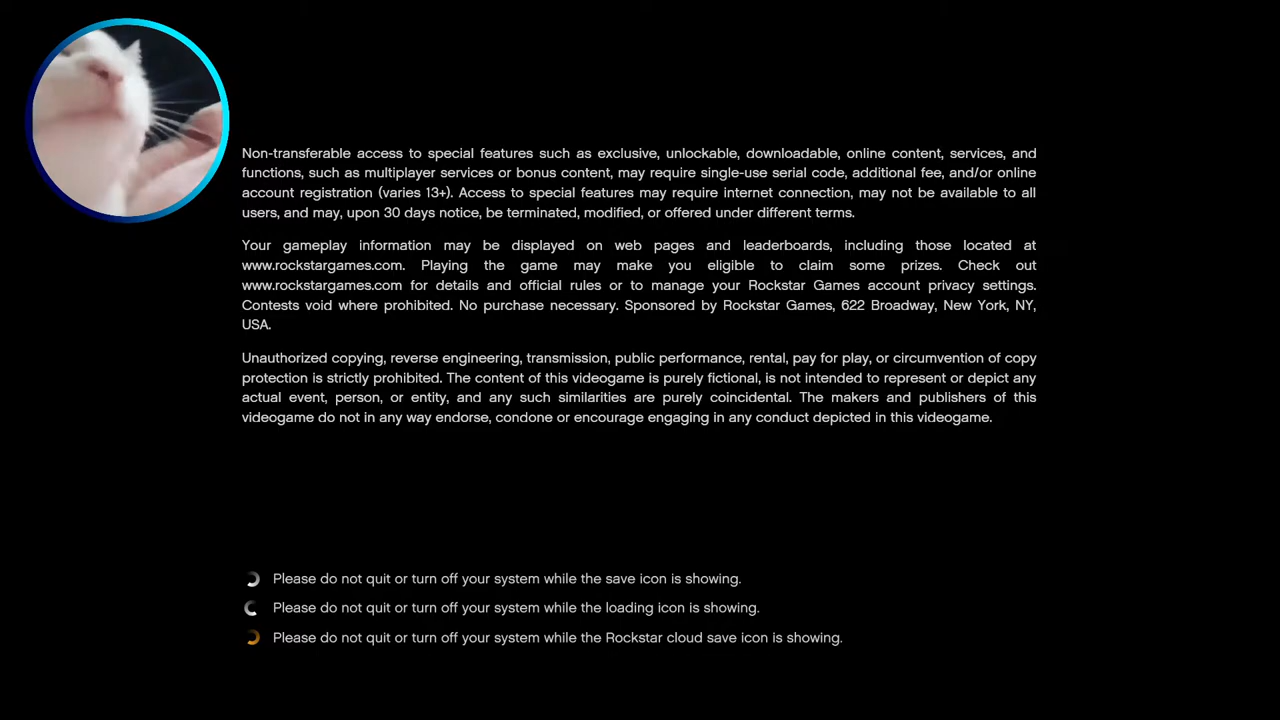 Non-transferable access to special features such as exclusive, unlockable, downloadable, online content, services, and
functions, such as multiplayer services or bonus content, may require single-use serial code, additional fee, and/or online
account registration (varies 13+). Access to special features may require internet connection, may not be available to all
users, and may, upon 30 days notice, be terminated, modified, or offered under different terms.
Your gameplay information may be displayed on web pages and leaderboards, including those located at
www.rockstargames.com. Playing the game may make you eligible to claim some prizes. Check out
www.rockstargames.com for details and official rules or to manage your Rockstar Games account privacy settings.
Contests void where prohibited. No purchase necessary. Sponsored by Rockstar Games, 622 Broadway, New York, NY,
USA.
Unauthorized copying, reverse engineering, transmission, public performance, rental, pay for play, or circumvention of copy
protection is strictly prohibited. The content of this videogame is purely fictional, is not intended to represent or depict any
actual event, person, or entity, and any such similarities are purely coincidental. The makers and publishers of this
videogame do not in any way endorse, condone or encourage engaging in any conduct depicted in this videogame.
Please do not quit or turn off your system while the save icon is showing.
Please do not quit or turn off your system while the loading icon is showing.
Please do not quit or turn off your system while the Rockstar cloud save icon is showing.